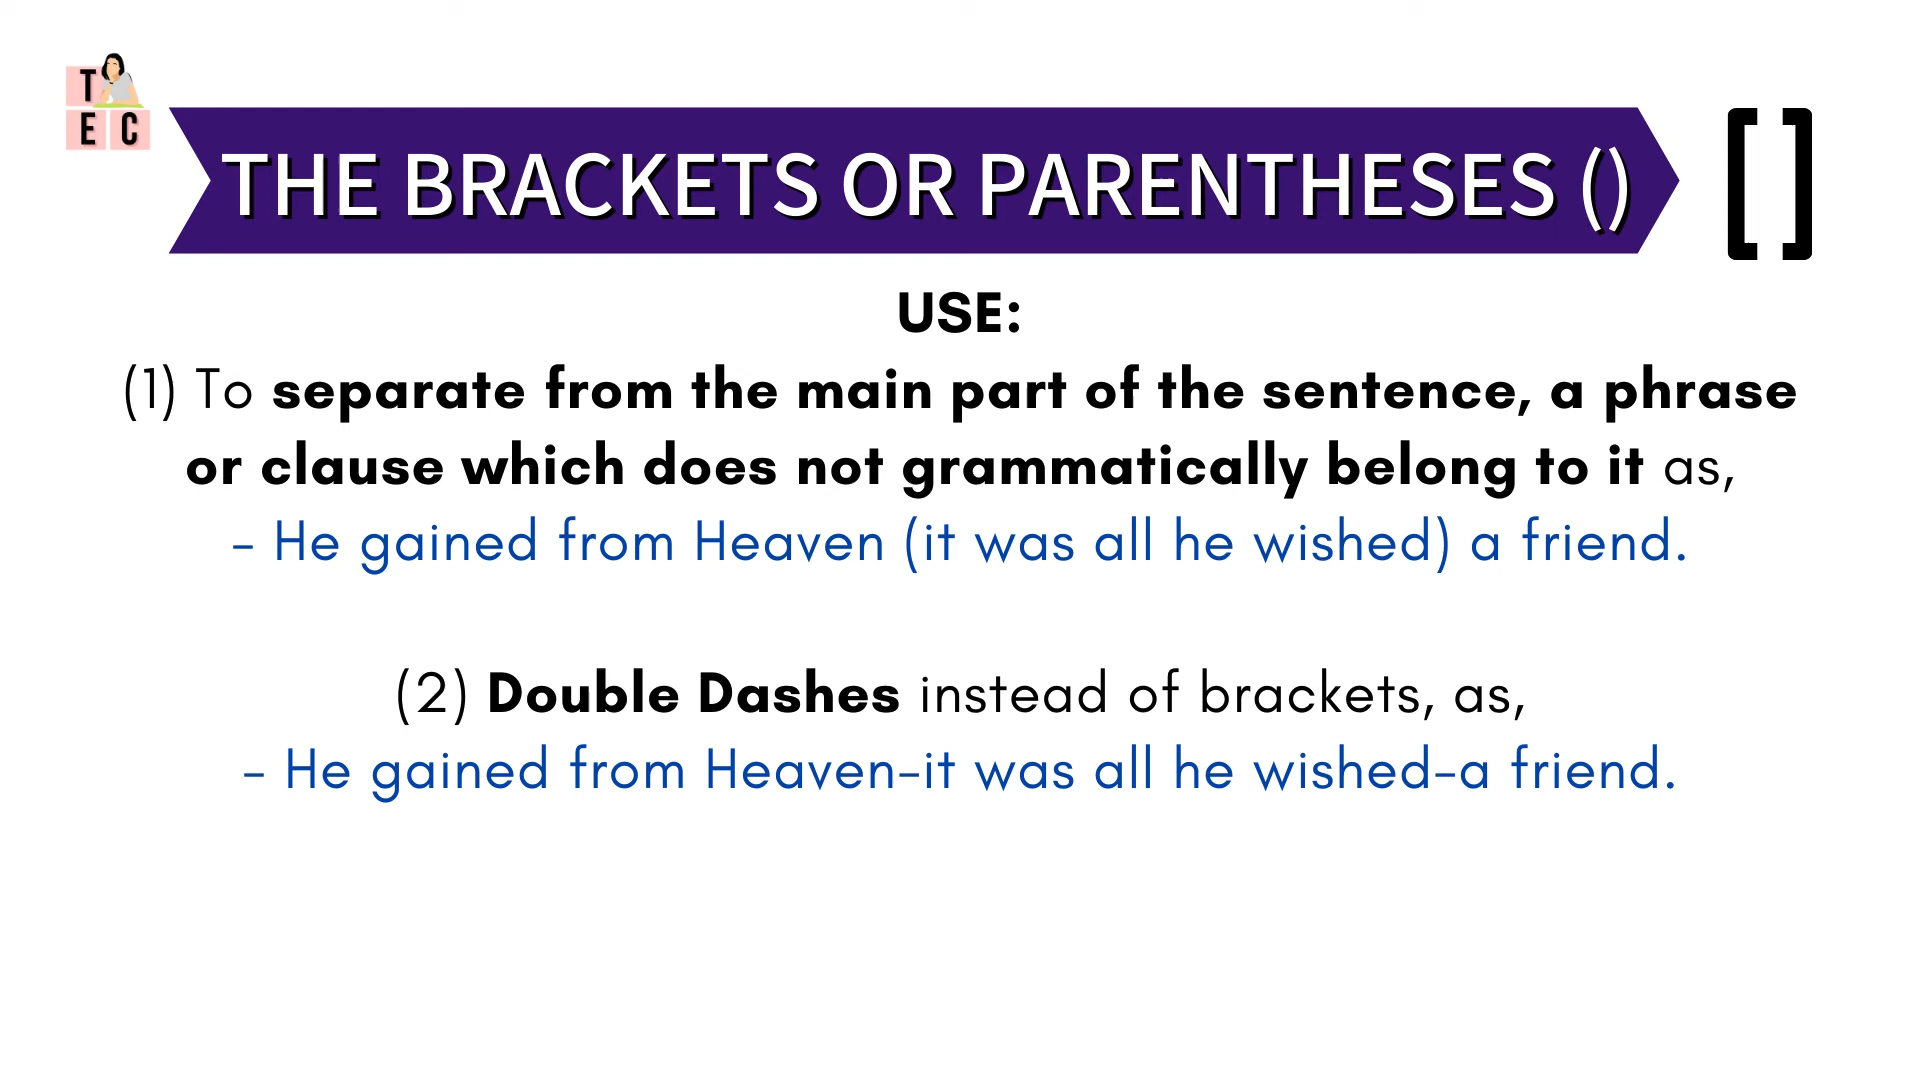 T
E C
THE BRACKETS OR PARENTHESES ()
[ ]
USE:
(1) To separate from the main part of the sentence, a phrase
or clause which does not grammatically belong to it as,
- He gained from Heaven (it was all he wished) a friend.
(2) Double Dashes instead of brackets, as,
- He gained from Heaven-it was all he wished-a friend.